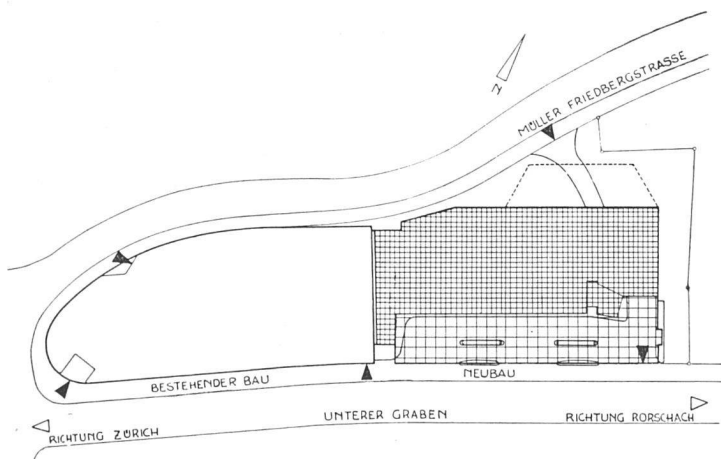 N
MÜLLER FRIEDBERGSTRASSE
BESTEHENDER BAU
NEUBAU
UNTERER GRABEN
RICHTUNG ZÜRICH
RICHTUNG RORSCHACH